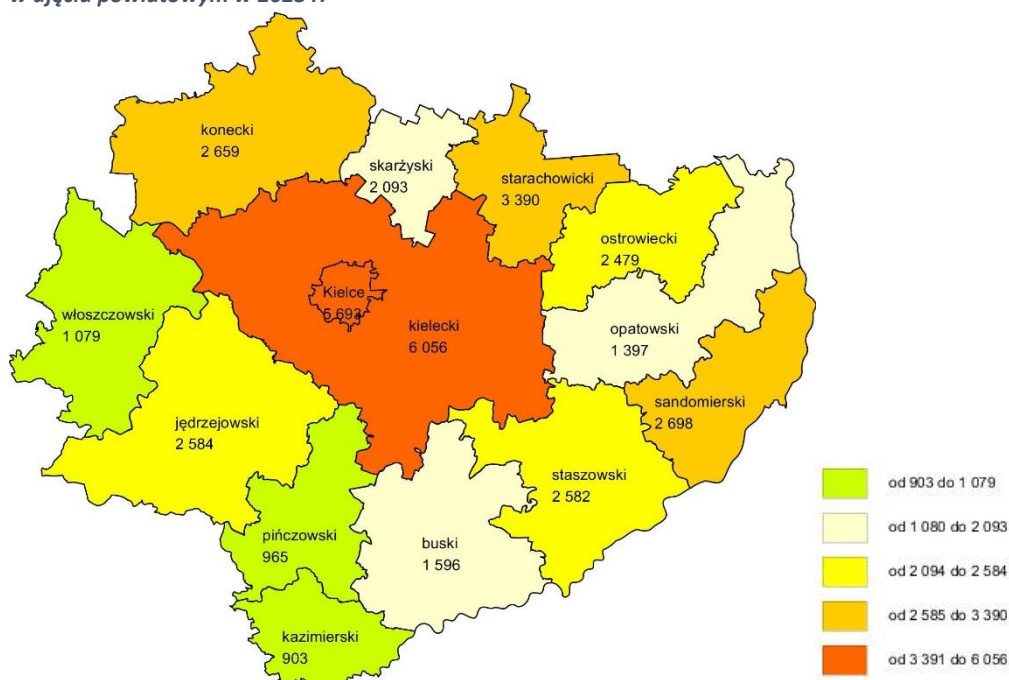 w ujęciu powiatowym w
konecki
2 659
skarżyski
2 093
starachowicki
3 390
ostrowiecki
2 479
Kielce
5 693
włoszczowski
1 079
kielecki
6 056
opatowski
1 397
sandomierski
2 698
jędrzejowski
2 584
staszowski
2 582
pińczowski
965
buski
1 596
kazimierski
903
od 903 do 1 079
od 1 080 do 2 093
od 2 094 do 2 584
od 2 585 do 3 390
od 3 391 do 6 056